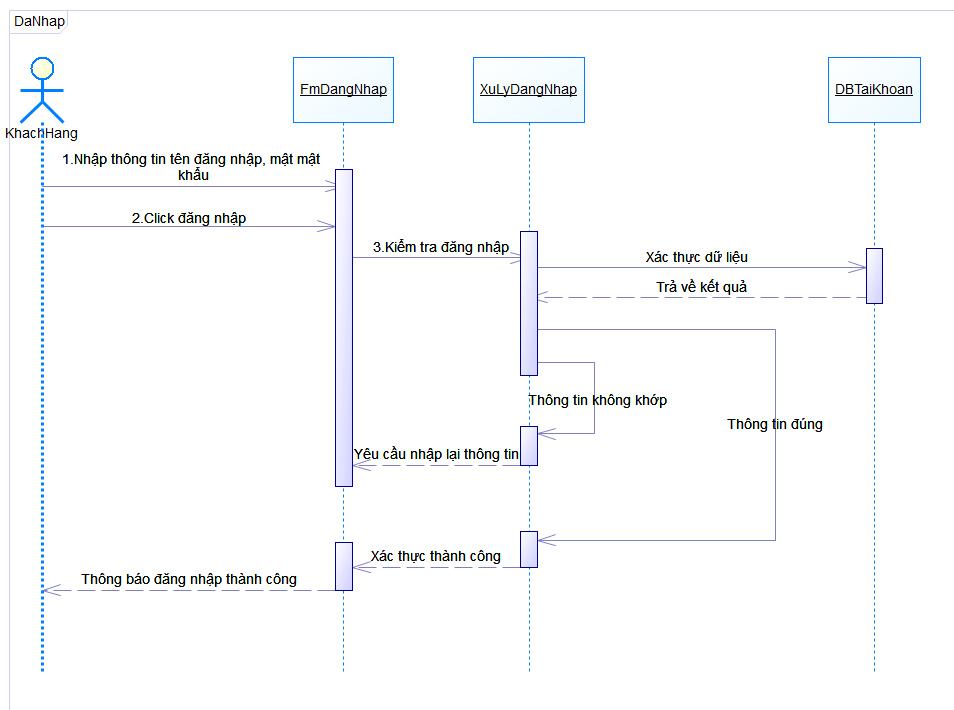 DaNhap
FmDangNhap
XuLyDangNhap
DBTaiKhoan
KhachHang
1.Nhập thông tin tên đăng nhập, mật mật
khẩu
2.Click đăng nhập
3.Kiểm tra đăng nhập
Xác thực dữ liệu
Trả về kết quả
Thông tin không khớp
Thông tin đúng
Yêu cầu nhập lại thông tin
Xác thực thành công
Thông báo đăng nhập thành công